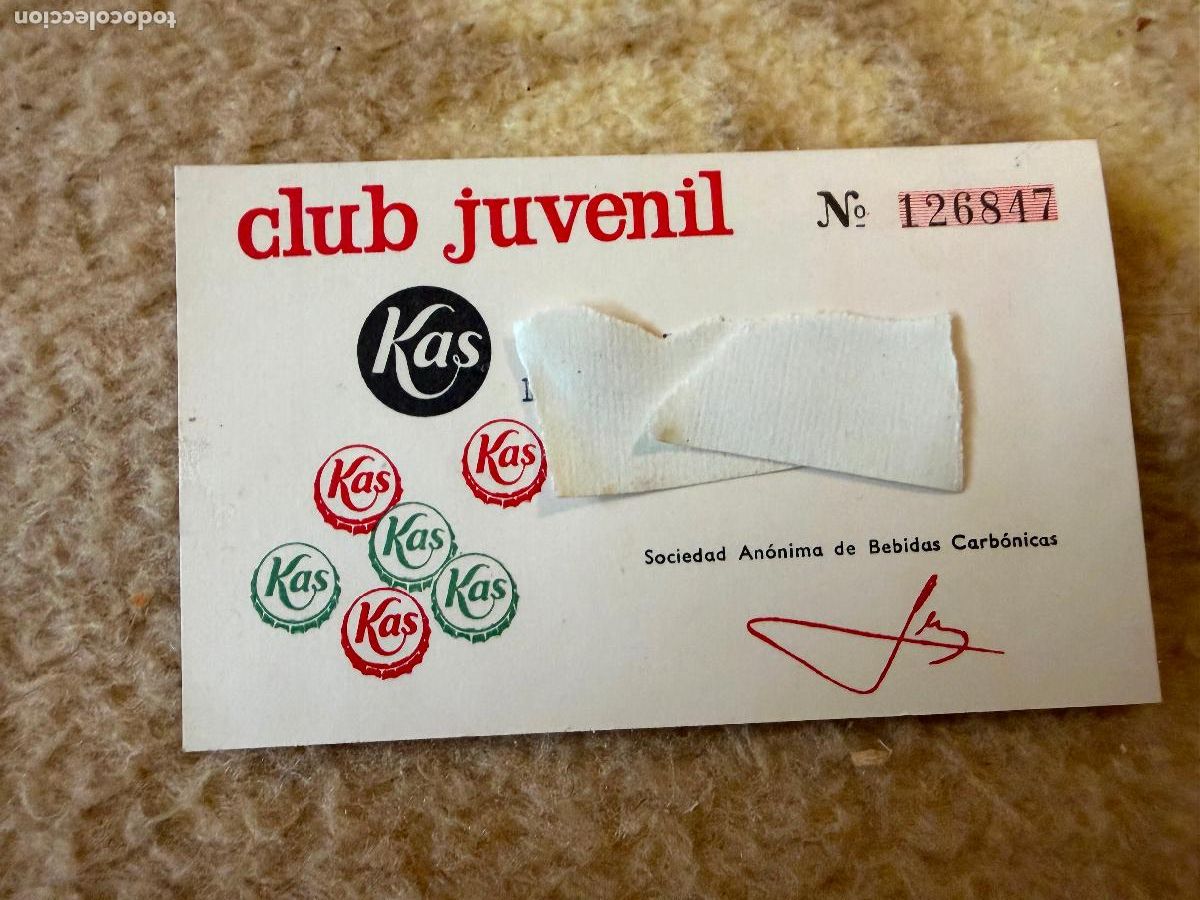 todocoleccion
club juvenil
Nº 126847
Kas
Kas
Kas
Kas
Kas
Kas
Kas
Sociedad Anónima de Bebidas Carbónicas